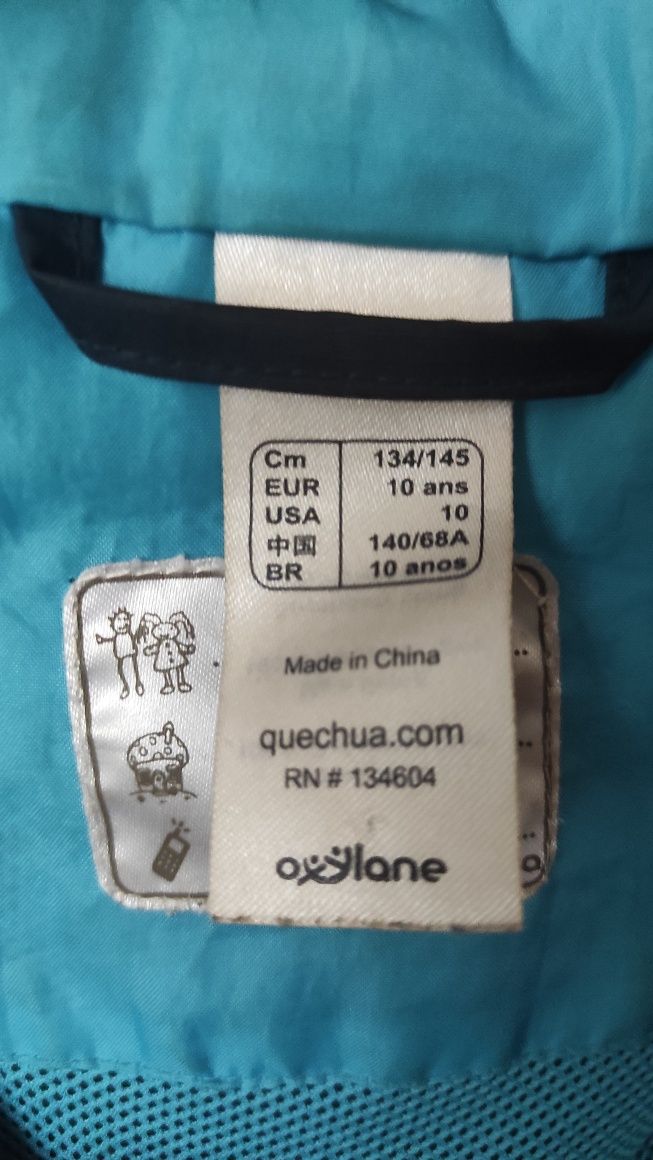 Cm 134/145
EUR 10 ans
USA 10
中国 140/68A
BR 10 anos
Made in China
quechua.com
RN # 134604
oxylane
9